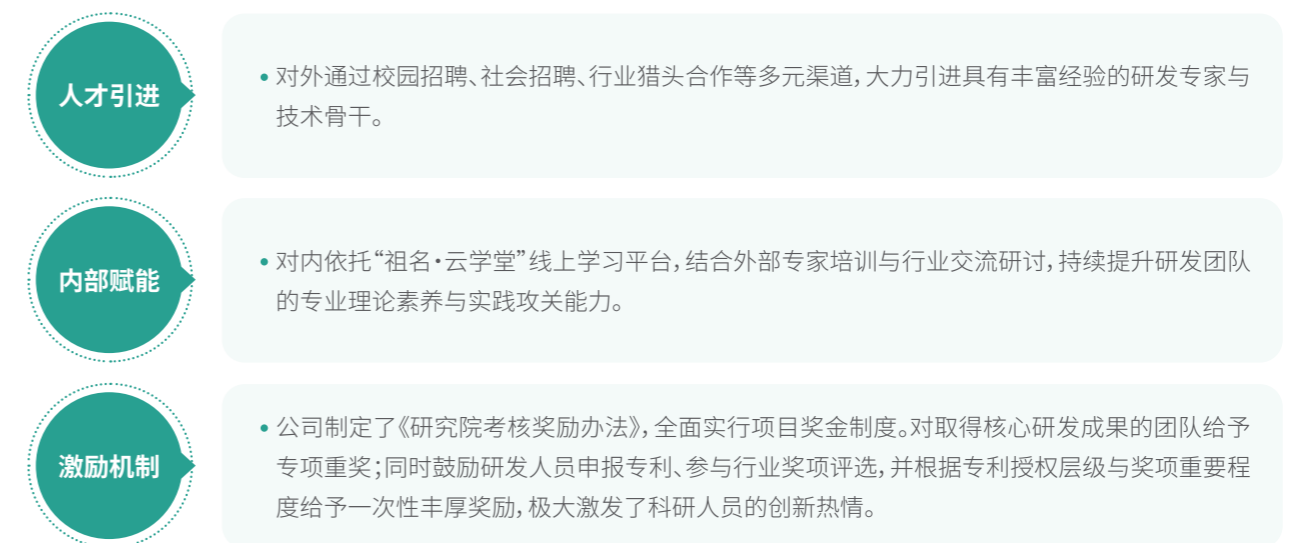 人才引进
• 对外通过校园招聘、社会招聘、行业猎头合作等多元渠道，大力引进具有丰富经验的研发专家与
技术骨干。
内部赋能
• 对内依托“祖名·云学堂”线上学习平台，结合外部专家培训与行业交流研讨，持续提升研发团队
的专业理论素养与实践攻关能力。
激励机制
• 公司制定了《研究院考核奖励办法》，全面实行项目奖金制度。对取得核心研发成果的团队给予
专项重奖；同时鼓励研发人员申报专利、参与行业奖项评选，并根据专利授权层级与奖项重要程
度给予一次性丰厚奖励，极大激发了科研人员的创新热情。